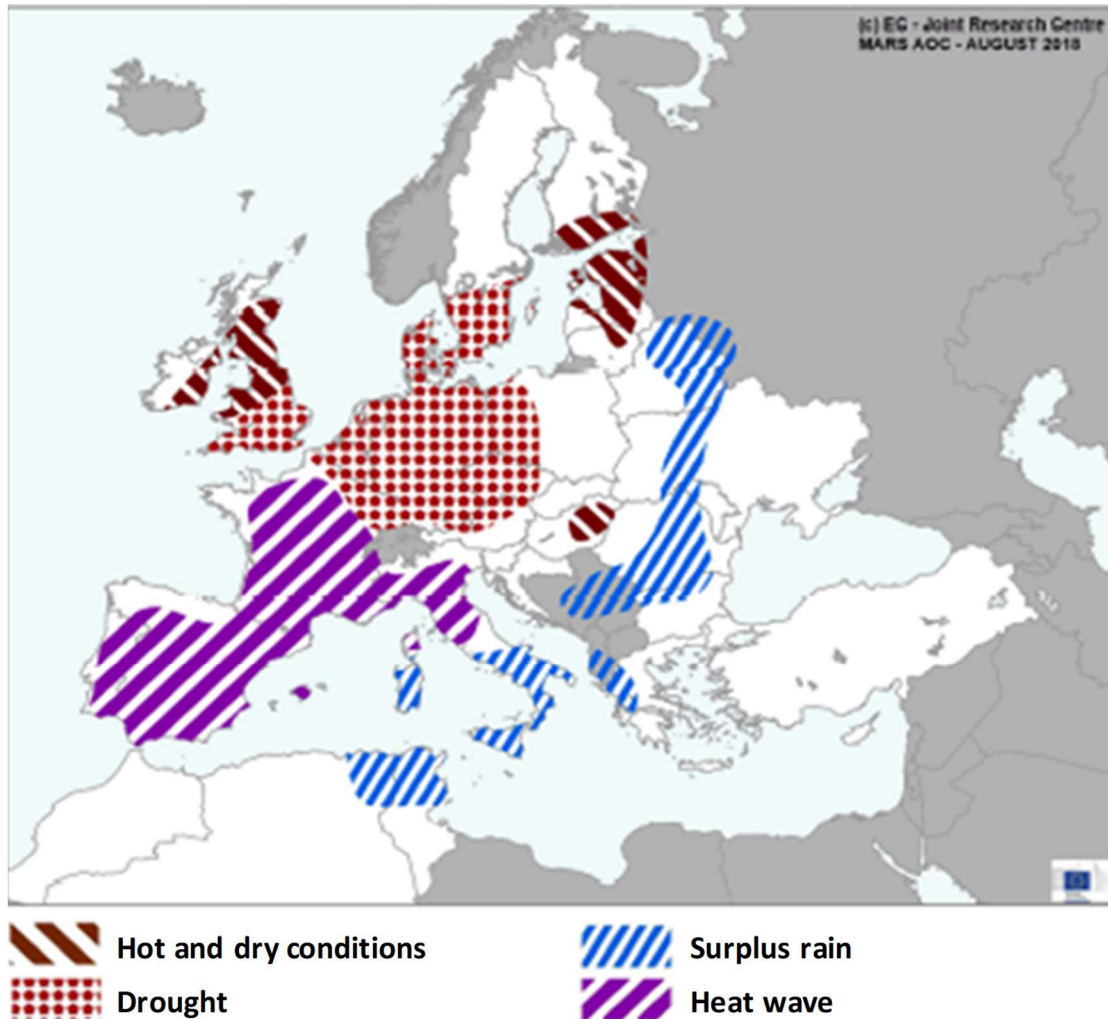 (c) EC - Joint Research Centre
MARS AOC - AUGUST 2018
Hot and dry conditions
Surplus rain
Drought
Heat wave